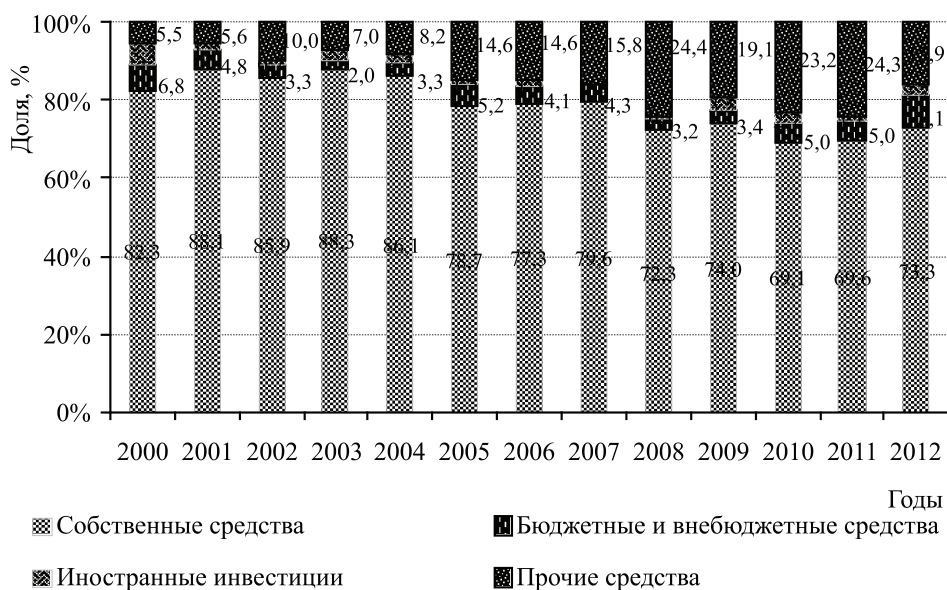 Доля, %
100%
80%
60%
40%
20%
0%
5,5 5,6 10,0 7,0 8,2 14,6 14,6 15,8 24,4 19,1 23,2 24,3 ,9
6,8 4,8 3,3 2,0 3,3 5,2 4,1 4,3 3,2 3,4 5,0 5,0 ,1
82,3 88,1 85,9 88,3 86,1 78,7 77,3 79,6 72,3 74,0 69,1 69,6 73,3
2000 2001 2002 2003 2004 2005 2006 2007 2008 2009 2010 2011 2012
Годы
Собственные средства
Бюджетные и внебюджетные средства
Иностранные инвестиции
Прочие средства